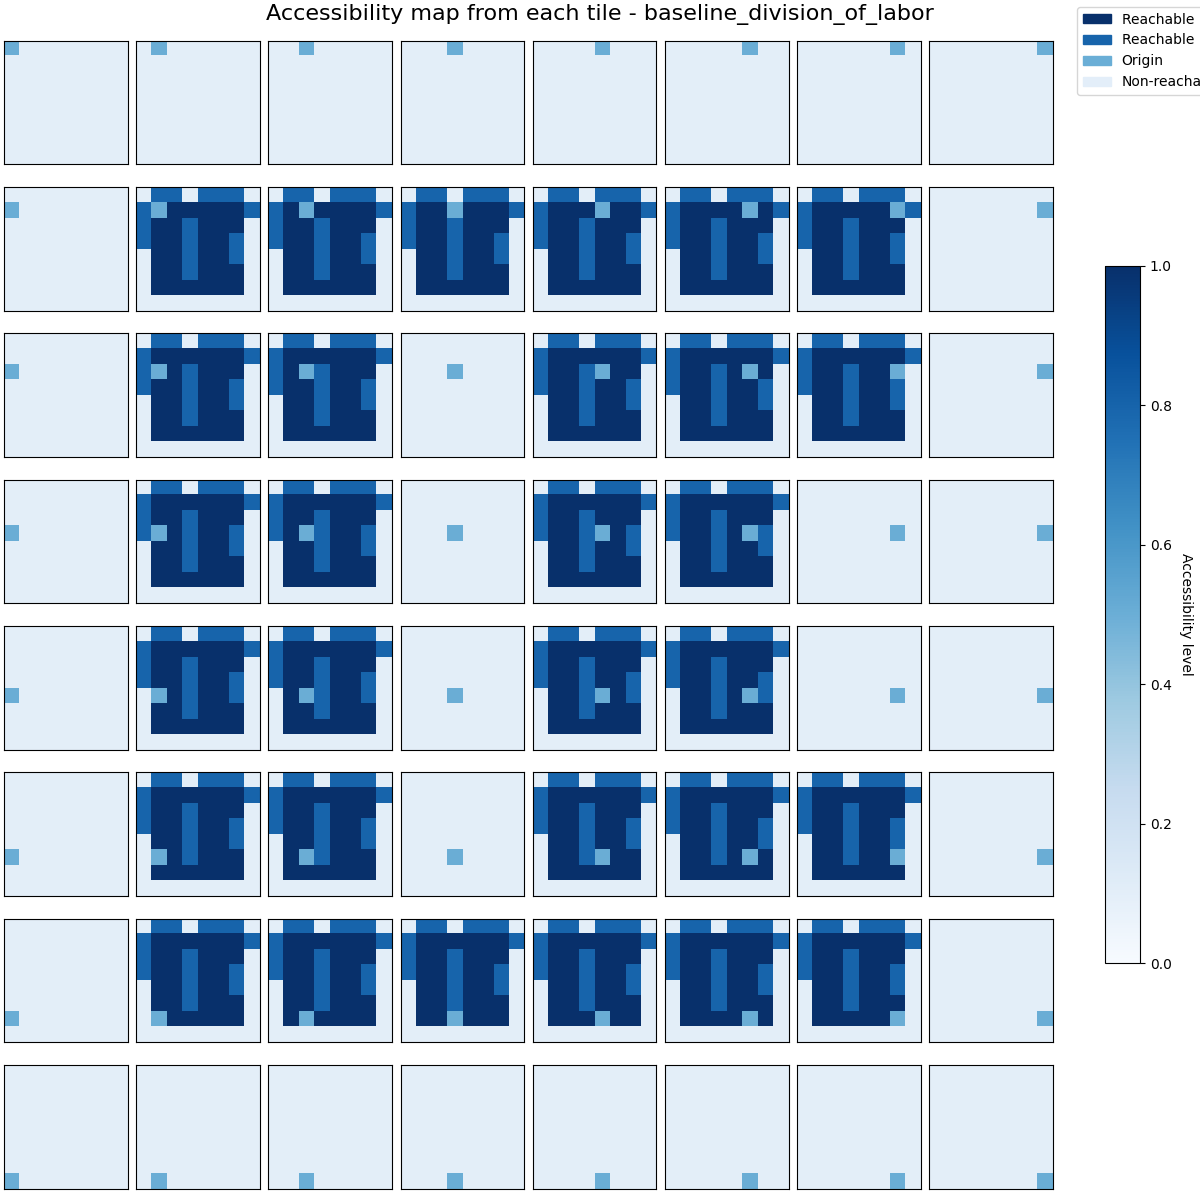 Accessibility map from each tile - baseline_division_of_labor
Reachable
Reachable
Origin
Non-reacha
1.0
0.8
0.6
0.4
0.2
0.0
Accessibility level